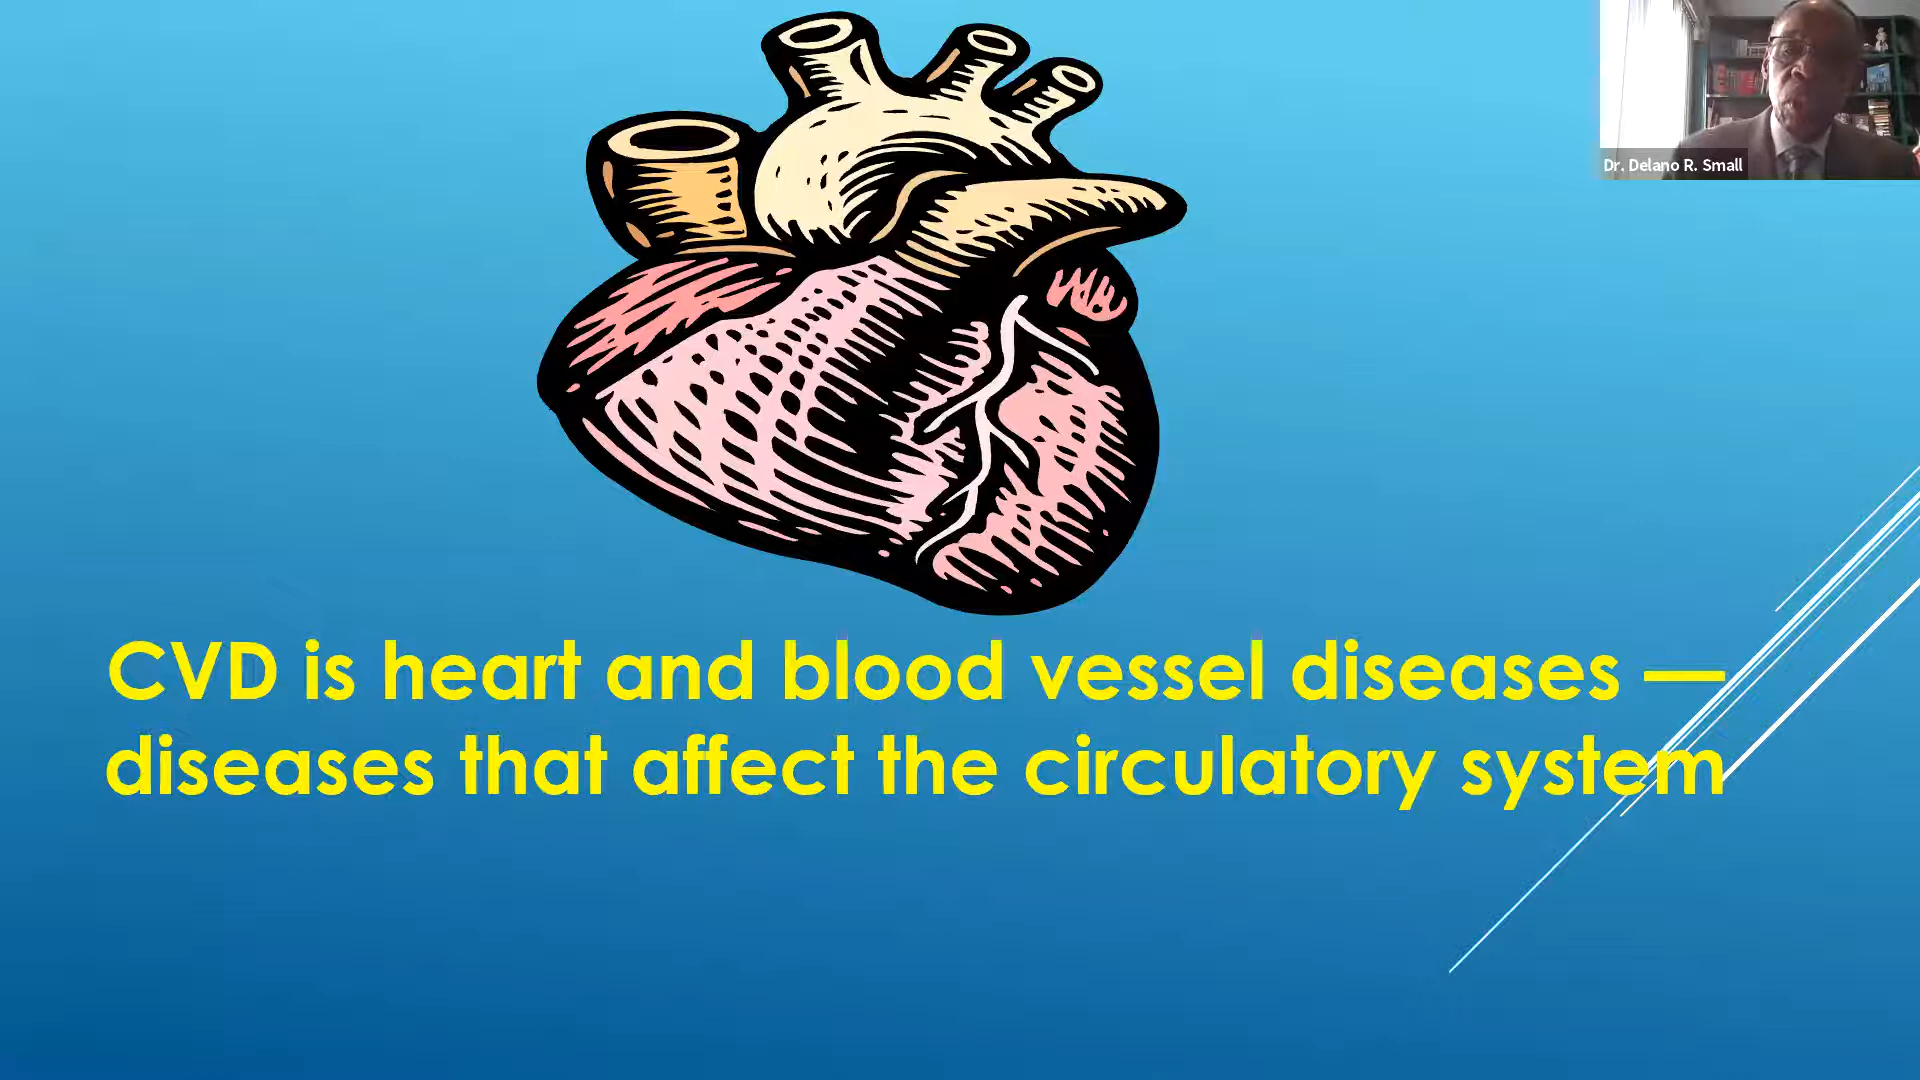 Dr. Delano R. Small
CVD is heart and blood vessel diseases —
diseases that affect the circulatory system